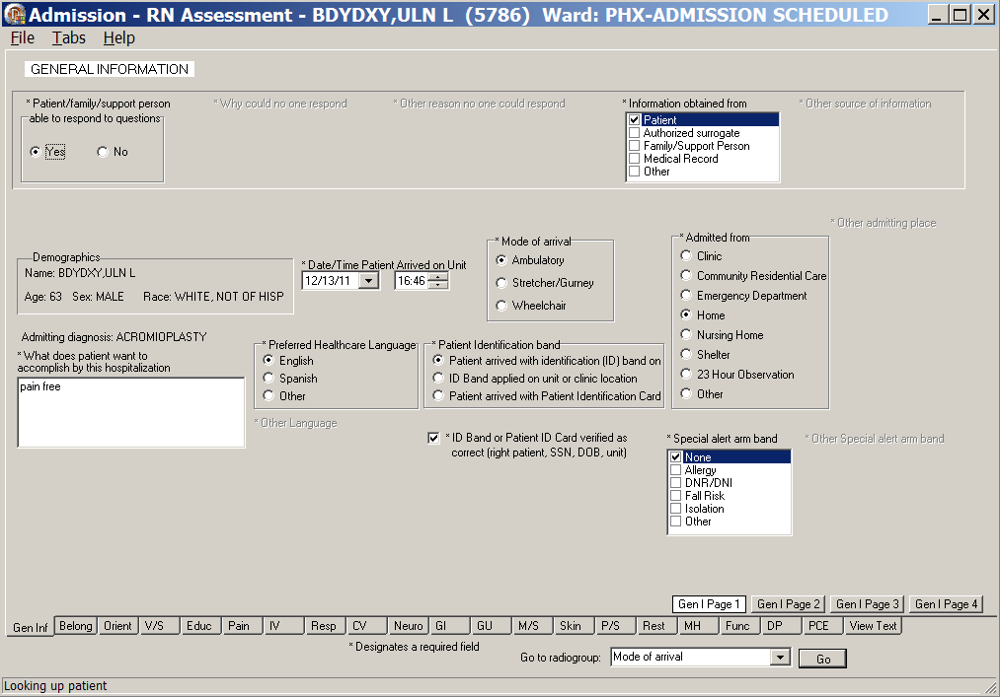 Admission - RN Assessment - BDYDXY,ULN L (5786) Ward: PHX-ADMISSION SCHEDULED
File Tabs Help
GENERAL INFORMATION
* Patient/family/support person
able to respond to questions
Yes No
* Why could no one respond
* Other reason no one could respond
* Information obtained from
Patient
Authorized surrogate
Family/Support Person
Medical Record
Other
* Other source of information
Demographics
Name: BDYDXY,ULN L
Age: 63 Sex: MALE Race: WHITE, NOT OF HISP
* Date/Time Patient Arrived on Unit
12/13/11 16:46
* Mode of arrival
Ambulatory
Stretcher/Gurney
Wheelchair
* Other admitting place
* Admitted from
Clinic
Community Residential Care
Emergency Department
Home
Nursing Home
Shelter
23 Hour Observation
Other
Admitting diagnosis: ACROMIOPLASTY
* What does patient want to
accomplish by this hospitalization
pain free
* Preferred Healthcare Language
English
Spanish
Other
* Other Language
* Patient Identification band
Patient arrived with identification (ID) band on
ID Band applied on unit or clinic location
Patient arrived with Patient Identification Card
* ID Band or Patient ID Card verified as
correct (right patient, SSN, DOB, unit)
* Special alert arm band
None
Allergy
DNR/DNI
Fall Risk
Isolation
Other
* Other Special alert arm band
Gen I Page 1 Gen I Page 2 Gen I Page 3 Gen I Page 4
Gen Inf Belong Orient V/S Educ Pain IV Resp CV Neuro GI GU M/S Skin P/S Rest MH Func DP PCE View Text
* Designates a required field
Go to radiogroup: Mode of arrival Go
Looking up patient